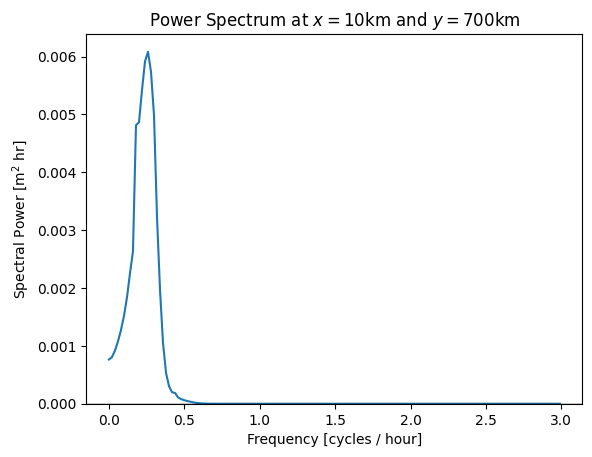 Power Spectrum at x = 10km and y = 700km
0.006
0.005
0.004
0.003
0.002
0.001
0.000
Spectral Power [m² hr]
0.0 0.5 1.0 1.5 2.0 2.5 3.0
Frequency [cycles / hour]